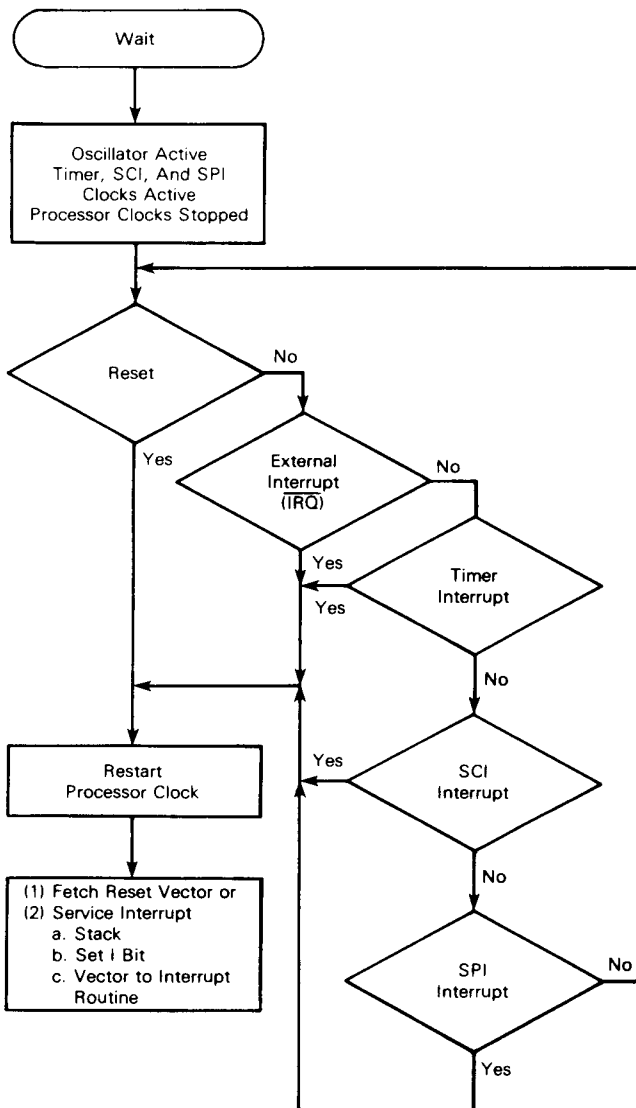 Wait
Oscillator Active
Timer, SCI, And SPI
Clocks Active
Processor Clocks Stopped
Reset
No
Yes
External
Interrupt
(IRQ)
No
Yes
Timer
Interrupt
Yes
No
Restart
Processor Clock
Yes
SCI
Interrupt
No
(1) Fetch Reset Vector or
(2) Service Interrupt
a. Stack
b. Set I Bit
c. Vector to Interrupt
Routine
SPI
Interrupt
No
Yes